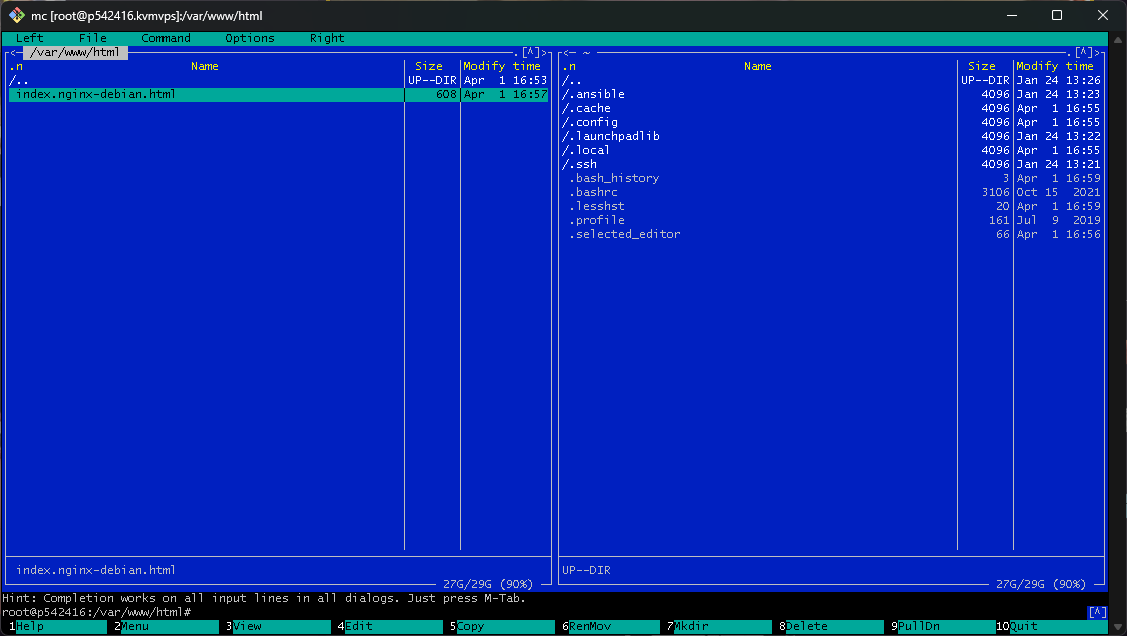 mc [root@p542416.kvmvps]:/var/www/html
Left File Command Options Right
<─ /var/www/html .[^]>
.n Name Size Modify time
/.. UP--DIR Apr 1 16:53
index.nginx-debian.html 608 Apr 1 16:57
index.nginx-debian.html
27G/29G (90%)
<─ ~ .[^]>
.n Name Size Modify time
/.. UP--DIR Jan 24 13:26
/.ansible 4096 Jan 24 13:23
/.cache 4096 Apr 1 16:55
/.config 4096 Apr 1 16:55
/.launchpadlib 4096 Jan 24 13:22
/.local 4096 Apr 1 16:55
/.ssh 4096 Jan 24 13:21
.bash_history 3 Apr 1 16:59
.bashrc 3106 Oct 15 2021
.lesshst 20 Apr 1 16:59
.profile 161 Jul 9 2019
.selected_editor 66 Apr 1 16:56
UP--DIR
27G/29G (90%)
Hint: Completion works on all input lines in all dialogs. Just press M-Tab.
root@p542416:/var/www/html# [^]
1Help 2Menu 3View 4Edit 5Copy 6RenMov 7Mkdir 8Delete 9PullDn 10Quit